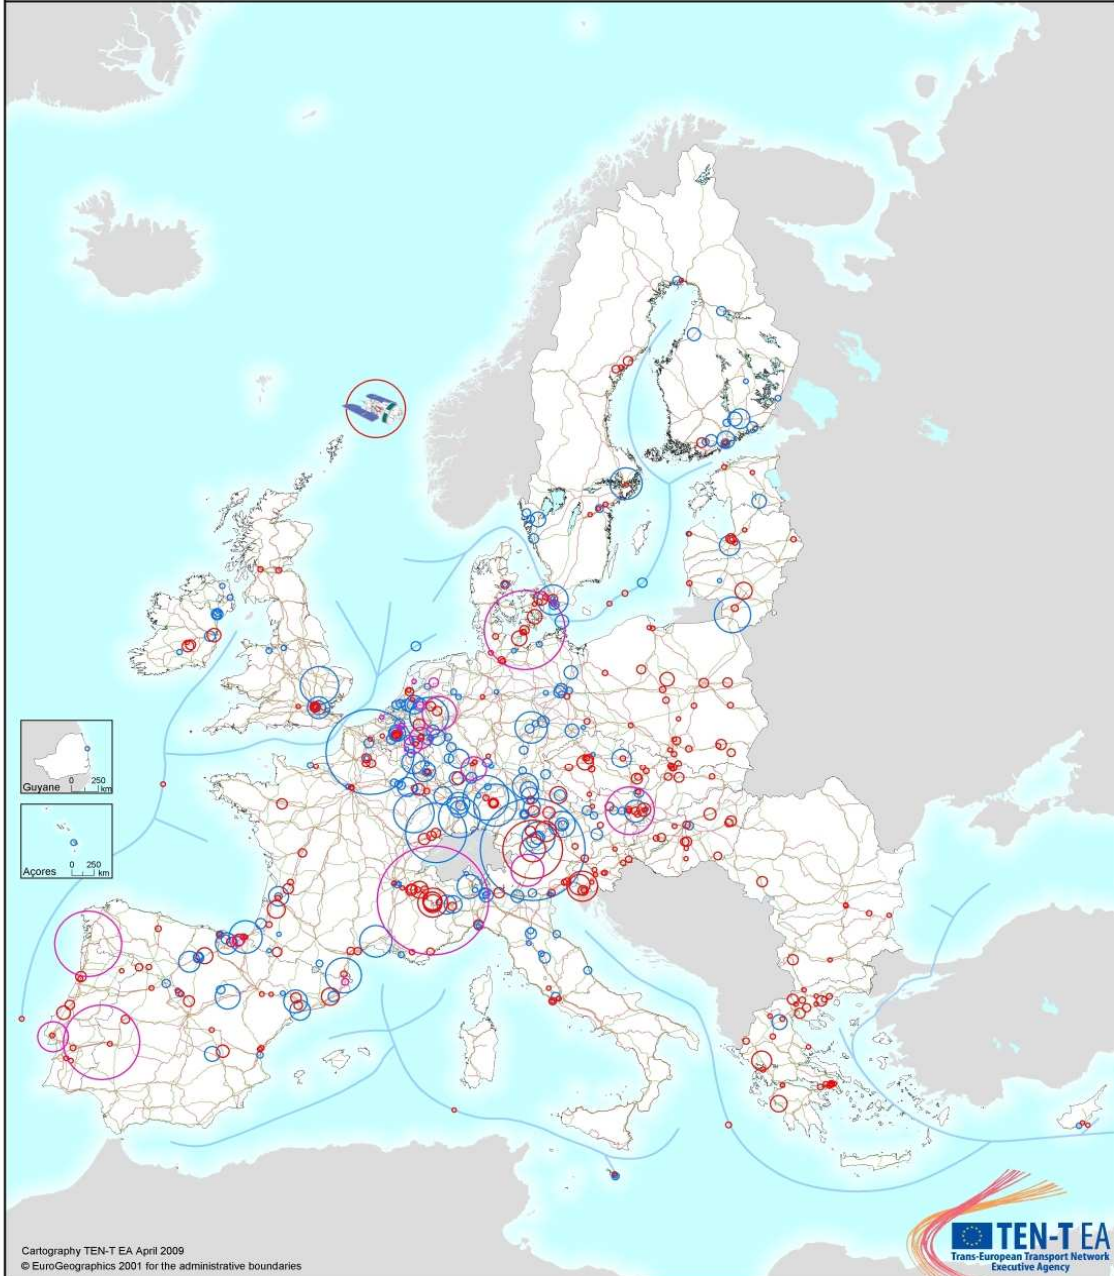 Guyane
0 250
km
Açores
0 250
km
Cartography TEN-T EA April 2009
© EuroGeographics 2001 for the administrative boundaries
TEN-T EA
Trans-European Transport Network
Executive Agency